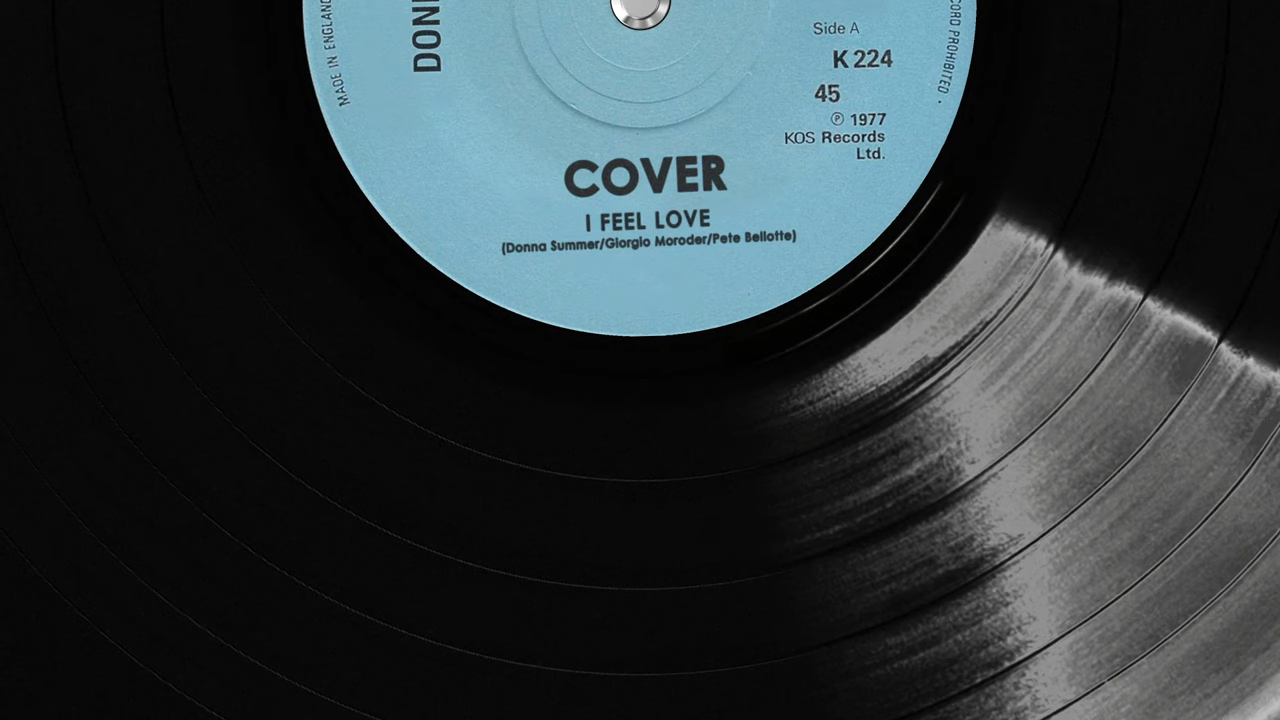 MADE IN ENGLAND
Side A
K 224
45
℗ 1977
KOS Records
Ltd.
PROHIBITED .
COVER
I FEEL LOVE
(Donna Summer/Giorgio Moroder/Pete Bellotte)